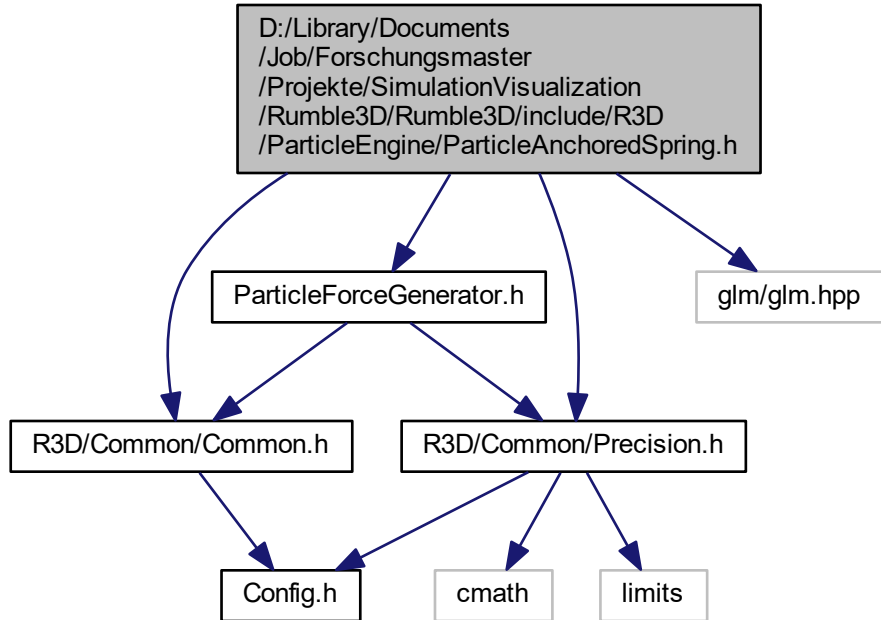 D:/Library/Documents
/Job/Forschungsmaster
/Projekte/SimulationVisualization
/Rumble3D/Rumble3D/include/R3D
/ParticleEngine/ParticleAnchoredSpring.h
ParticleForceGenerator.h
glm/glm.hpp
R3D/Common/Common.h
R3D/Common/Precision.h
Config.h
cmath
limits